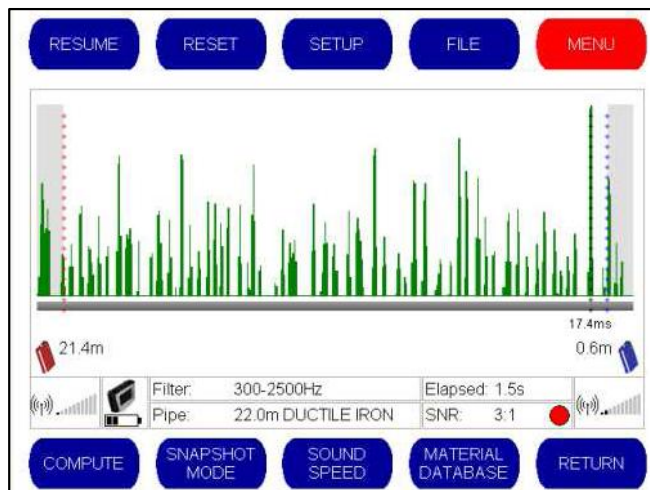 RESUME RESET SETUP FILE MENU
17.4ms
21.4m 0.6m
Filter: 300-2500Hz Elapsed: 1.5s
Pipe: 22.0m DUCTILE IRON SNR: 3:1
COMPUTE SNAPSHOT MODE SOUND SPEED MATERIAL DATABASE RETURN